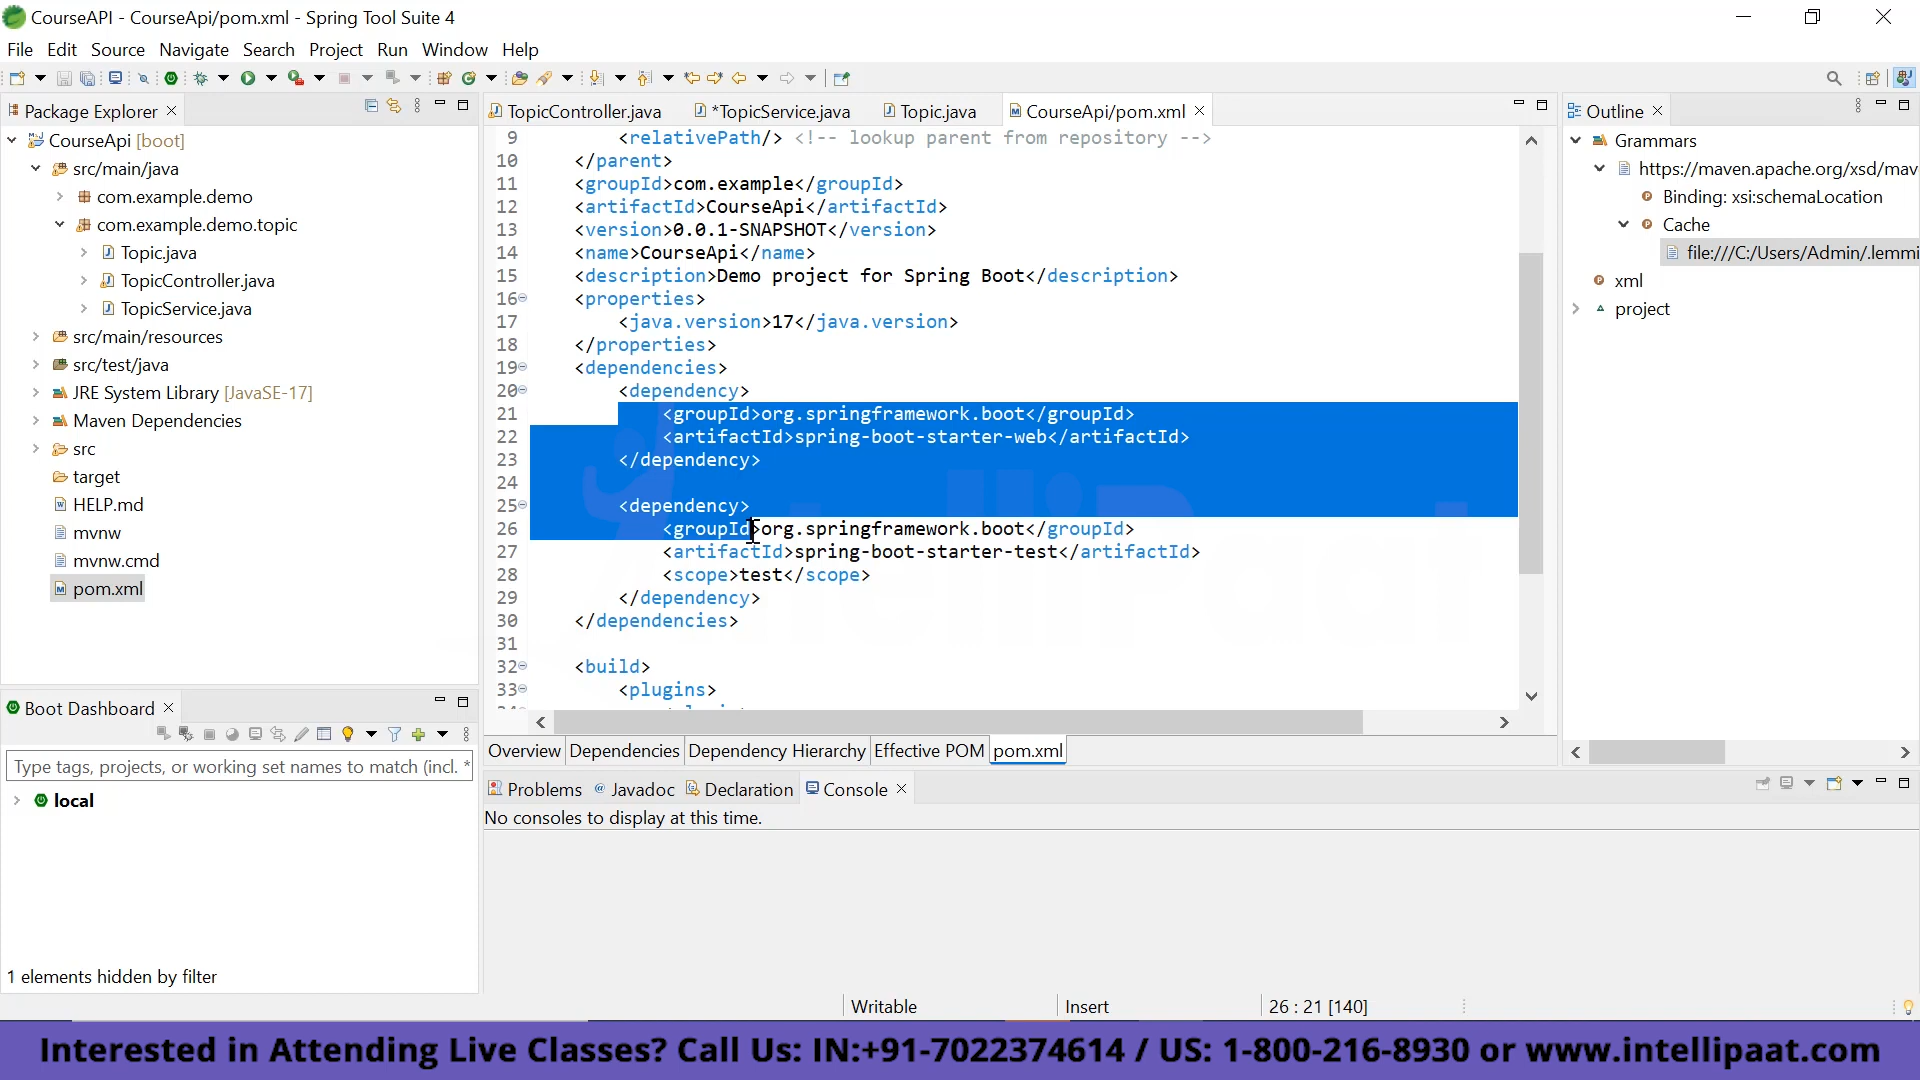 CourseAPI - CourseApi/pom.xml - Spring Tool Suite 4
File Edit Source Navigate Search Project Run Window Help
Package Explorer
CourseApi [boot]
src/main/java
com.example.demo
com.example.demo.topic
Topic.java
TopicController.java
TopicService.java
src/main/resources
src/test/java
JRE System Library [JavaSE-17]
Maven Dependencies
src
target
HELP.md
mvnw
mvnw.cmd
pom.xml
Boot Dashboard
Type tags, projects, or working set names to match (incl. *
local
1 elements hidden by filter
TopicController.java *TopicService.java Topic.java CourseApi/pom.xml
9 <relativePath/> <!-- lookup parent from repository -->
10 </parent>
11 <groupId>com.example</groupId>
12 <artifactId>CourseApi</artifactId>
13 <version>0.0.1-SNAPSHOT</version>
14 <name>CourseApi</name>
15 <description>Demo project for Spring Boot</description>
16 <properties>
17 <java.version>17</java.version>
18 </properties>
19 <dependencies>
20 <dependency>
21 <groupId>org.springframework.boot</groupId>
22 <artifactId>spring-boot-starter-web</artifactId>
23 </dependency>
24
25 <dependency>
26 <groupId>org.springframework.boot</groupId>
27 <artifactId>spring-boot-starter-test</artifactId>
28 <scope>test</scope>
29 </dependency>
30 </dependencies>
31
32 <build>
33 <plugins>
Overview Dependencies Dependency Hierarchy Effective POM pom.xml
Problems @ Javadoc Declaration Console
No consoles to display at this time.
Outline
Grammars
https://maven.apache.org/xsd/mav
Binding: xsi:schemaLocation
Cache
file:///C:/Users/Admin/.lemmi
xml
project
Writable Insert 26 : 21 [140]
Interested in Attending Live Classes? Call Us: IN:+91-7022374614 / US: 1-800-216-8930 or www.intellipaat.com